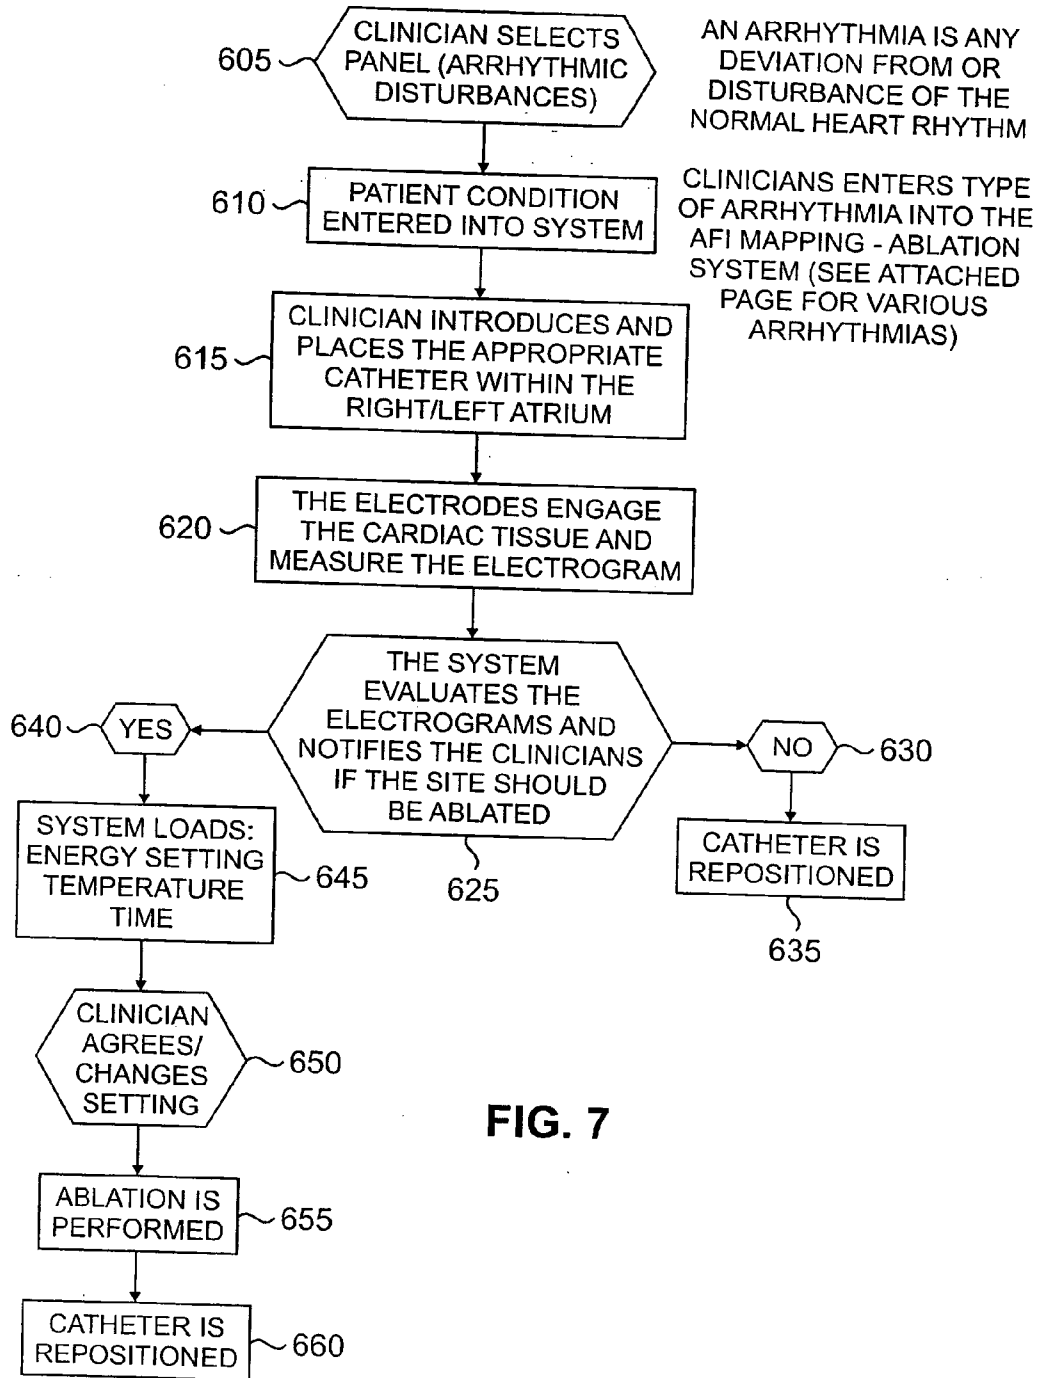 605
CLINICIAN SELECTS
PANEL (ARRHYTHMIC
DISTURBANCES)
AN ARRHYTHMIA IS ANY
DEVIATION FROM OR
DISTURBANCE OF THE
NORMAL HEART RHYTHM
610
PATIENT CONDITION
ENTERED INTO SYSTEM
CLINICIANS ENTERS TYPE
OF ARRHYTHMIA INTO THE
AFI MAPPING - ABLATION
SYSTEM (SEE ATTACHED
PAGE FOR VARIOUS
ARRHYTHMIAS)
615
CLINICIAN INTRODUCES AND
PLACES THE APPROPRIATE
CATHETER WITHIN THE
RIGHT/LEFT ATRIUM
620
THE ELECTRODES ENGAGE
THE CARDIAC TISSUE AND
MEASURE THE ELECTROGRAM
THE SYSTEM
EVALUATES THE
ELECTROGRAMS AND
NOTIFIES THE CLINICIANS
IF THE SITE SHOULD
BE ABLATED
625
640
YES
NO
630
SYSTEM LOADS:
ENERGY SETTING
TEMPERATURE
TIME
645
CATHETER IS
REPOSITIONED
635
CLINICIAN
AGREES/
CHANGES
SETTING
650
FIG. 7
ABLATION IS
PERFORMED
655
CATHETER IS
REPOSITIONED
660